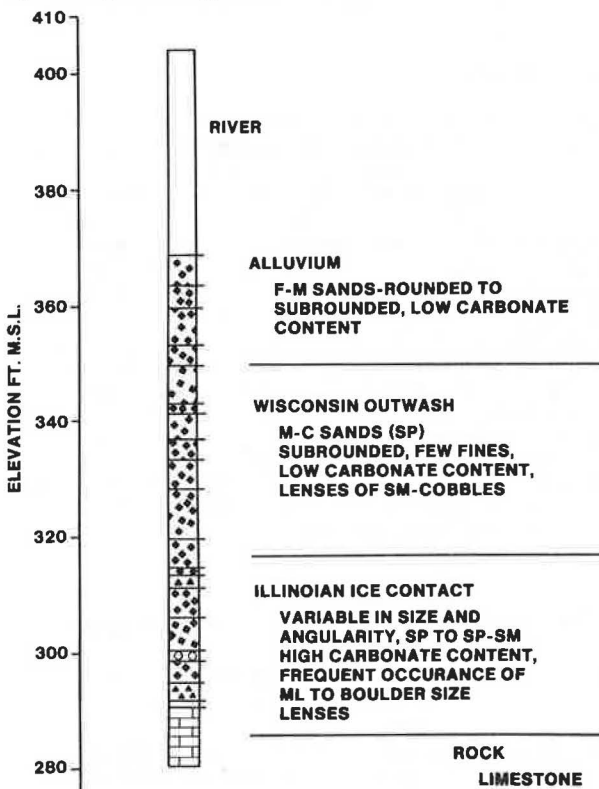 410
400
RIVER
380
ALLUVIUM
F-M SANDS-ROUNDED TO
SUBROUNDED, LOW CARBONATE
CONTENT
360
ELEVATION FT. M.S.L.
WISCONSIN OUTWASH
M-C SANDS (SP)
SUBROUNDED, FEW FINES,
LOW CARBONATE CONTENT,
LENSES OF SM-COBBLES
340
320
ILLINOIAN ICE CONTACT
VARIABLE IN SIZE AND
ANGULARITY, SP TO SP-SM
HIGH CARBONATE CONTENT,
FREQUENT OCCURANCE OF
ML TO BOULDER SIZE
LENSES
300
ROCK
LIMESTONE
280